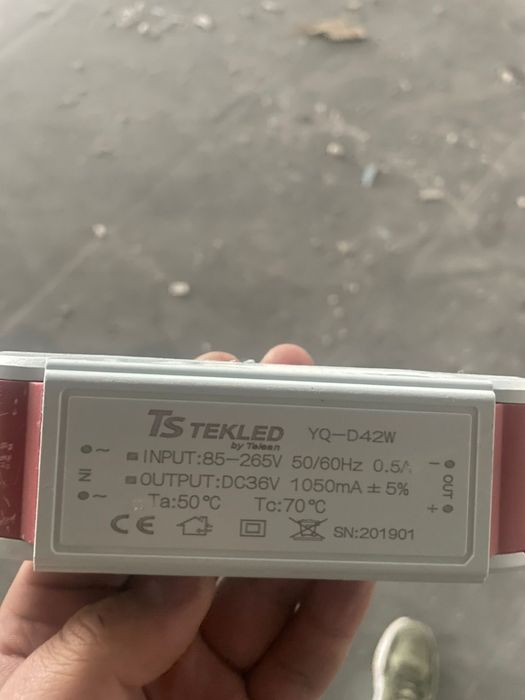 TS TEKLED YQ-D42W
by Telean
INPUT:85-265V 50/60Hz 0.5A
OUTPUT:DC36V 1050mA ± 5%
Ta:50℃ Tc:70℃
CE SN:201901
IN
~
~
OUT
-
+